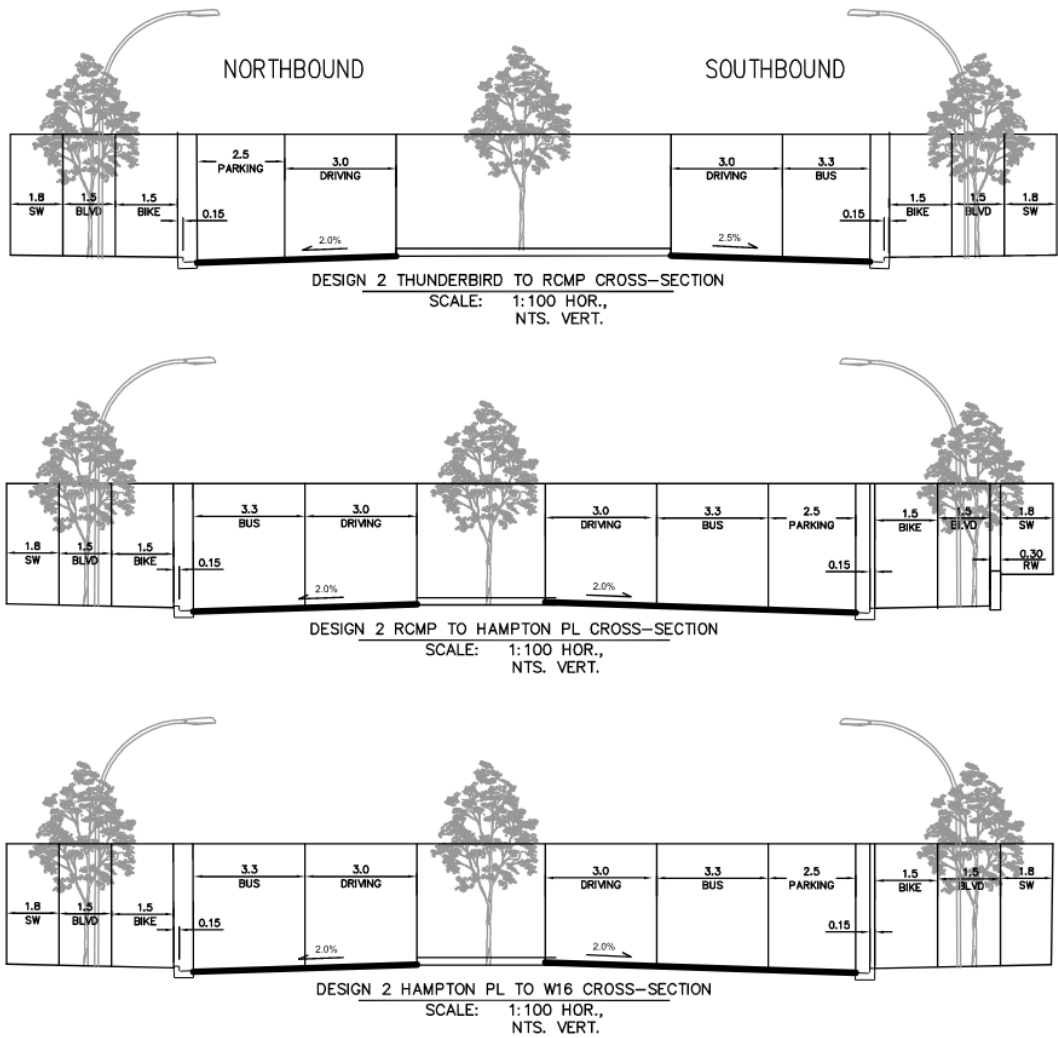 NORTHBOUND SOUTHBOUND
2.5 3.0 3.0 3.3
PARKING DRIVING DRIVING BUS
1.8 1.5 1.5 1.5 1.5 1.8
SW BLVD BIKE BIKE BLVD SW
0.15 0.15
2.0% 2.5%
DESIGN 2 THUNDERBIRD TO RCMP CROSS-SECTION
SCALE: 1:100 HOR.,
NTS. VERT.
3.3 3.0 3.0 3.3 2.5 1.5 1.5 1.8
BUS DRIVING DRIVING BUS PARKING BIKE BLVD SW
1.8 1.5 1.5 0.30
SW BLVD BIKE RW
0.15 0.15
2.0% 2.0%
DESIGN 2 RCMP TO HAMPTON PL CROSS-SECTION
SCALE: 1:100 HOR.,
NTS. VERT.
3.3 3.0 3.0 3.3 2.5 1.5 1.5 1.8
BUS DRIVING DRIVING BUS PARKING BIKE BLVD SW
1.8 1.5 1.5
SW BLVD BIKE
0.15 0.15
2.0% 2.0%
DESIGN 2 HAMPTON PL TO W16 CROSS-SECTION
SCALE: 1:100 HOR.,
NTS. VERT.